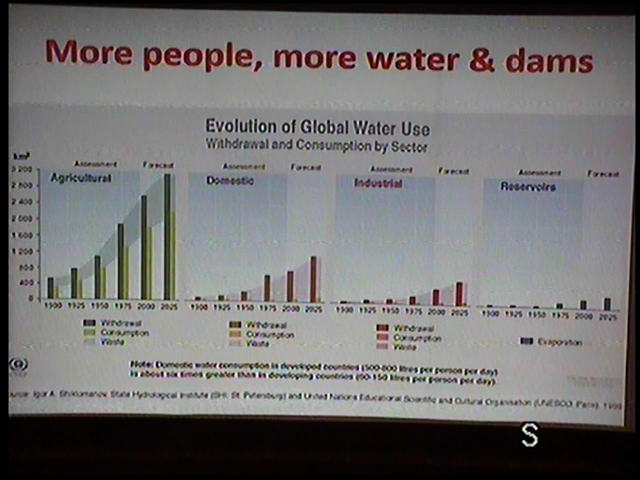 More people, more water & dams
Evolution of Global Water Use
Withdrawal and Consumption by Sector
km³
Assessment Forecast Assessment Forecast Assessment Forecast Assessment Forecast
Agricultural Domestic Industrial Reservoirs
3 200
2 800
2 400
2 000
1 600
1 200
800
400
0
1900 1925 1950 1975 2000 2025 1900 1925 1950 1975 2000 2025 1900 1925 1950 1975 2000 2025 1900 1925 1950 1975 2000 2025
Withdrawal Withdrawal Withdrawal
Consumption Consumption Consumption Evaporation
Waste Waste Waste
Note: Domestic water consumption in developed countries (500-800 litres per person per day)
is about six times greater than in developing countries (60-150 litres per person per day).
Source: Igor A. Shiklomanov, State Hydrological Institute (SHI, St. Petersburg) and United Nations Educational Scientific and Cultural Organisation (UNESCO, Paris), 1999
S